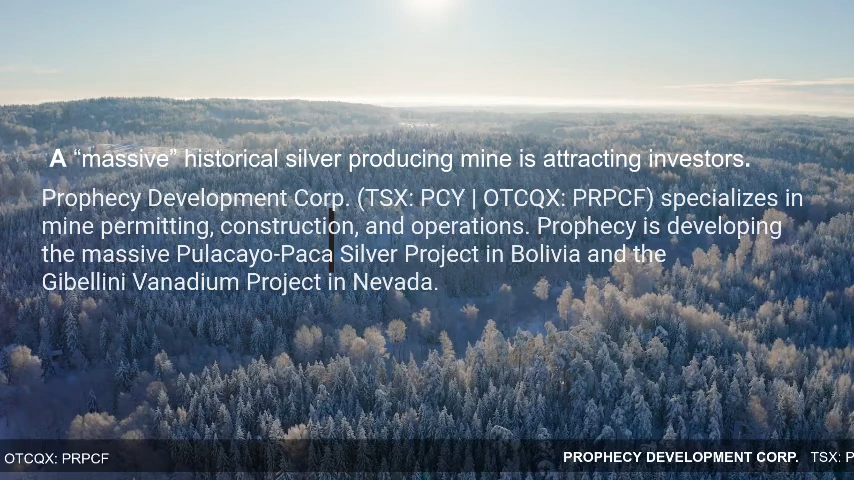 A “massive” historical silver producing mine is attracting investors.
Prophecy Development Corp. (TSX: PCY | OTCQX: PRPCF) specializes in
mine permitting, construction, and operations. Prophecy is developing
the massive Pulacayo-Paca Silver Project in Bolivia and the
Gibellini Vanadium Project in Nevada.
OTCQX: PRPCF PROPHECY DEVELOPMENT CORP. TSX: P